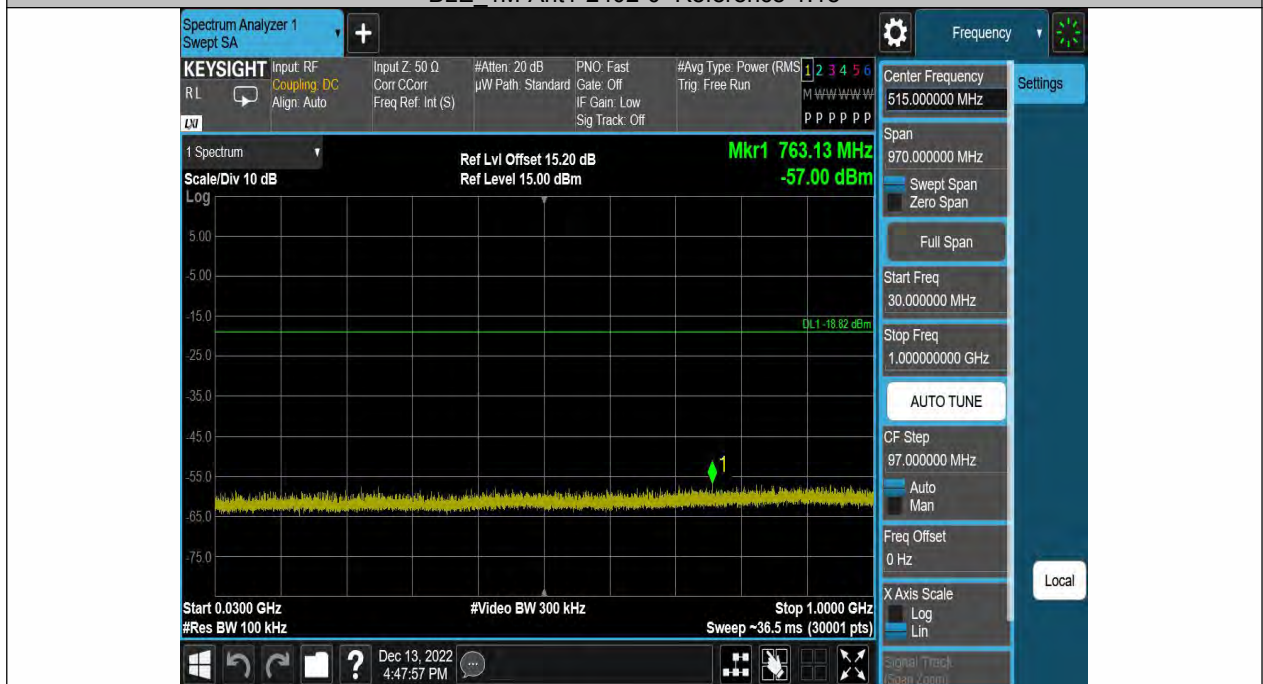 Spectrum Analyzer 1
Swept SA
+
Frequency
KEYSIGHT
RL
LXI
Input: RF
Coupling: DC
Align: Auto
Input Z: 50 Ω
Corr CCorr
Freq Ref: Int (S)
#Atten: 20 dB
µW Path: Standard
PNO: Fast
Gate: Off
IF Gain: Low
Sig Track: Off
#Avg Type: Power (RMS
Trig: Free Run
1 2 3 4 5 6
M W W W W W
P P P P P P
1 Spectrum
Scale/Div 10 dB
Ref Lvl Offset 15.20 dB
Ref Level 15.00 dBm
Mkr1 763.13 MHz
-57.00 dBm
Log
5.00
-5.00
-15.0
DL1 -18.82 dBm
-25.0
-35.0
-45.0
1
-55.0
-65.0
-75.0
Start 0.0300 GHz
#Res BW 100 kHz
#Video BW 300 kHz
Stop 1.0000 GHz
Sweep ~36.5 ms (30001 pts)
?
Dec 13, 2022
4:47:57 PM
Center Frequency
515.000000 MHz
Settings
Span
970.000000 MHz
Swept Span
Zero Span
Full Span
Start Freq
30.000000 MHz
Stop Freq
1.000000000 GHz
AUTO TUNE
CF Step
97.000000 MHz
Auto
Man
Freq Offset
0 Hz
X Axis Scale
Log
Lin
Local
Signal Track
(Span Zoom)